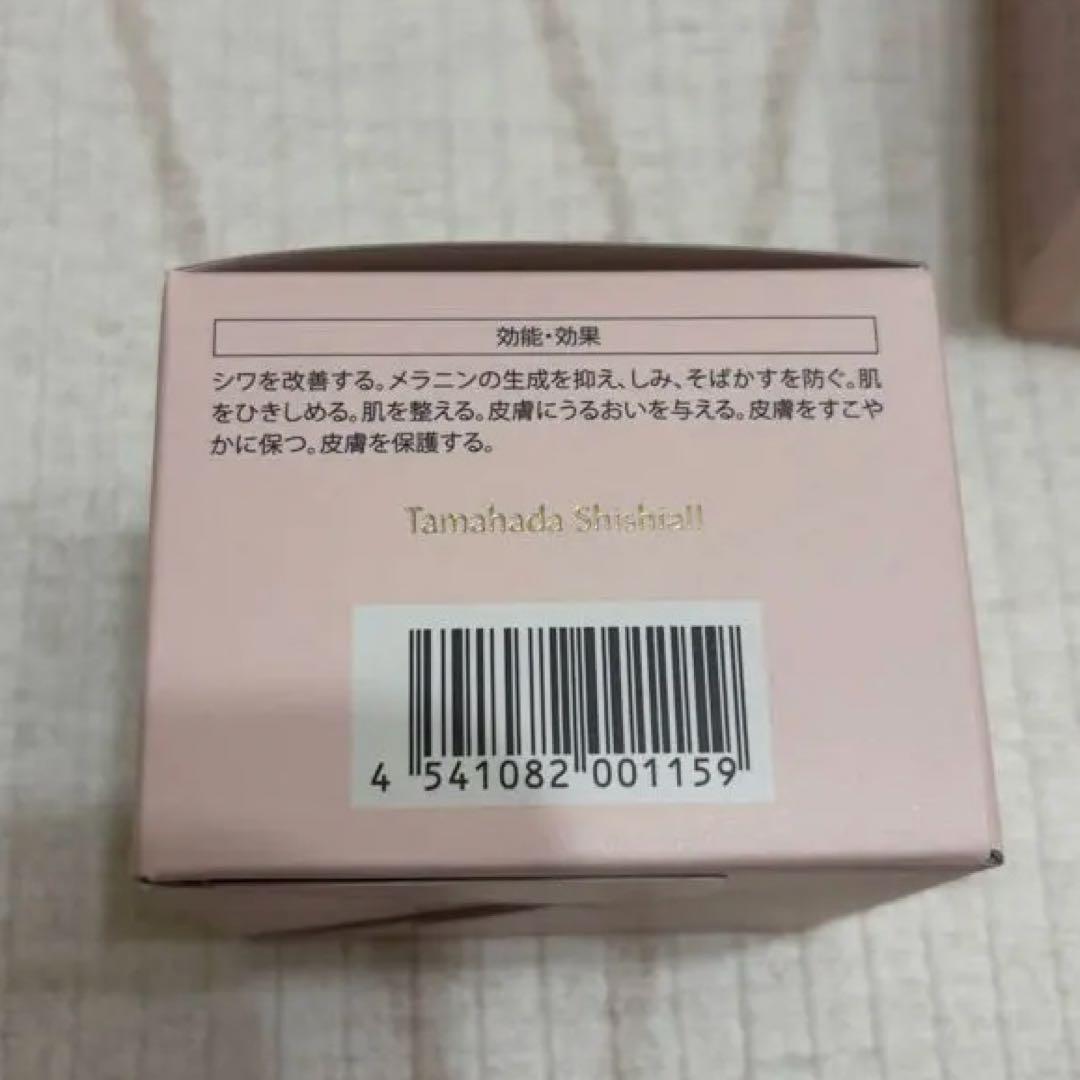 効能・効果
シワを改善する。メラニンの生成を抑え、しみ、そばかすを防ぐ。肌
をひきしめる。肌を整える。皮膚にうるおいを与える。皮膚をすこや
かに保つ。皮膚を保護する。
Tamahada Shishiall
4 541082 001159